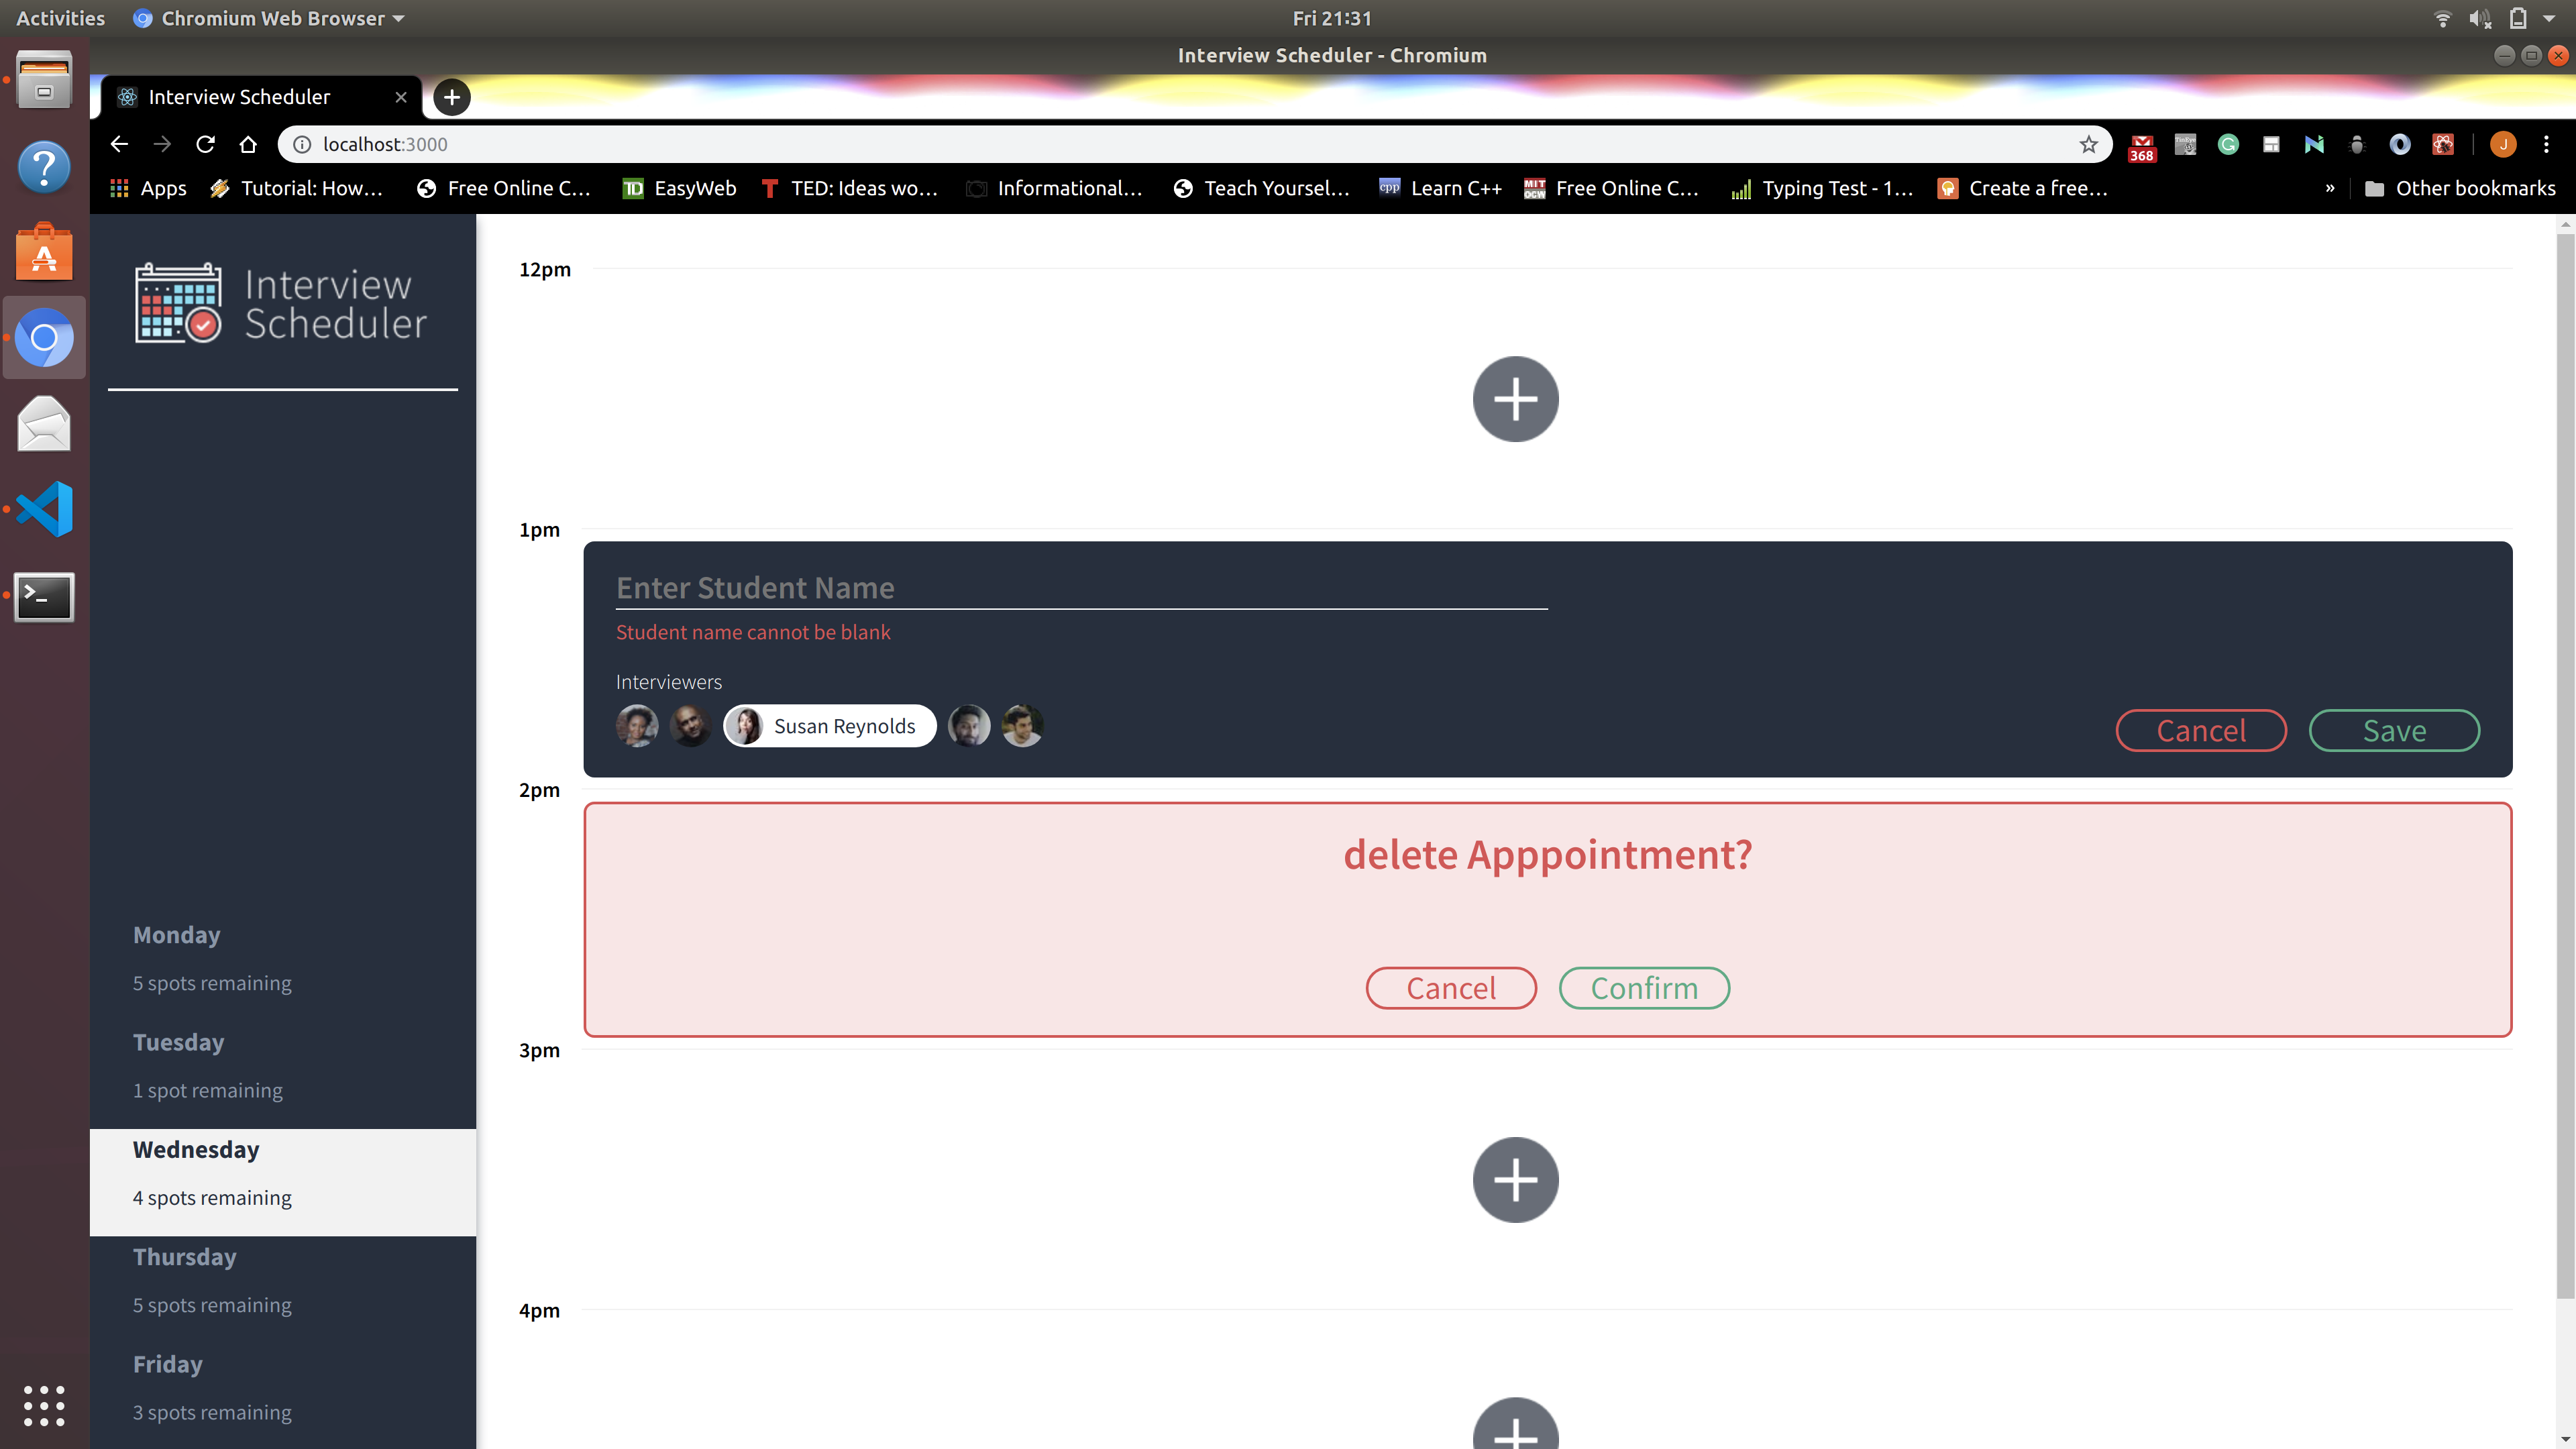 Activities Chromium Web Browser Fri 21:31
Interview Scheduler - Chromium
Interview Scheduler
localhost:3000 368 J
Apps Tutorial: How... Free Online C... TD EasyWeb T TED: Ideas wo... Informational... Teach Yoursel... cpp Learn C++ MIT OCW Free Online C... Typing Test - 1... Create a free... » Other bookmarks
Interview
Scheduler
Monday
5 spots remaining
Tuesday
1 spot remaining
Wednesday
4 spots remaining
Thursday
5 spots remaining
Friday
3 spots remaining
12pm
1pm
Enter Student Name
Student name cannot be blank
Interviewers
Susan Reynolds
Cancel Save
2pm
delete Apppointment?
Cancel Confirm
3pm
4pm